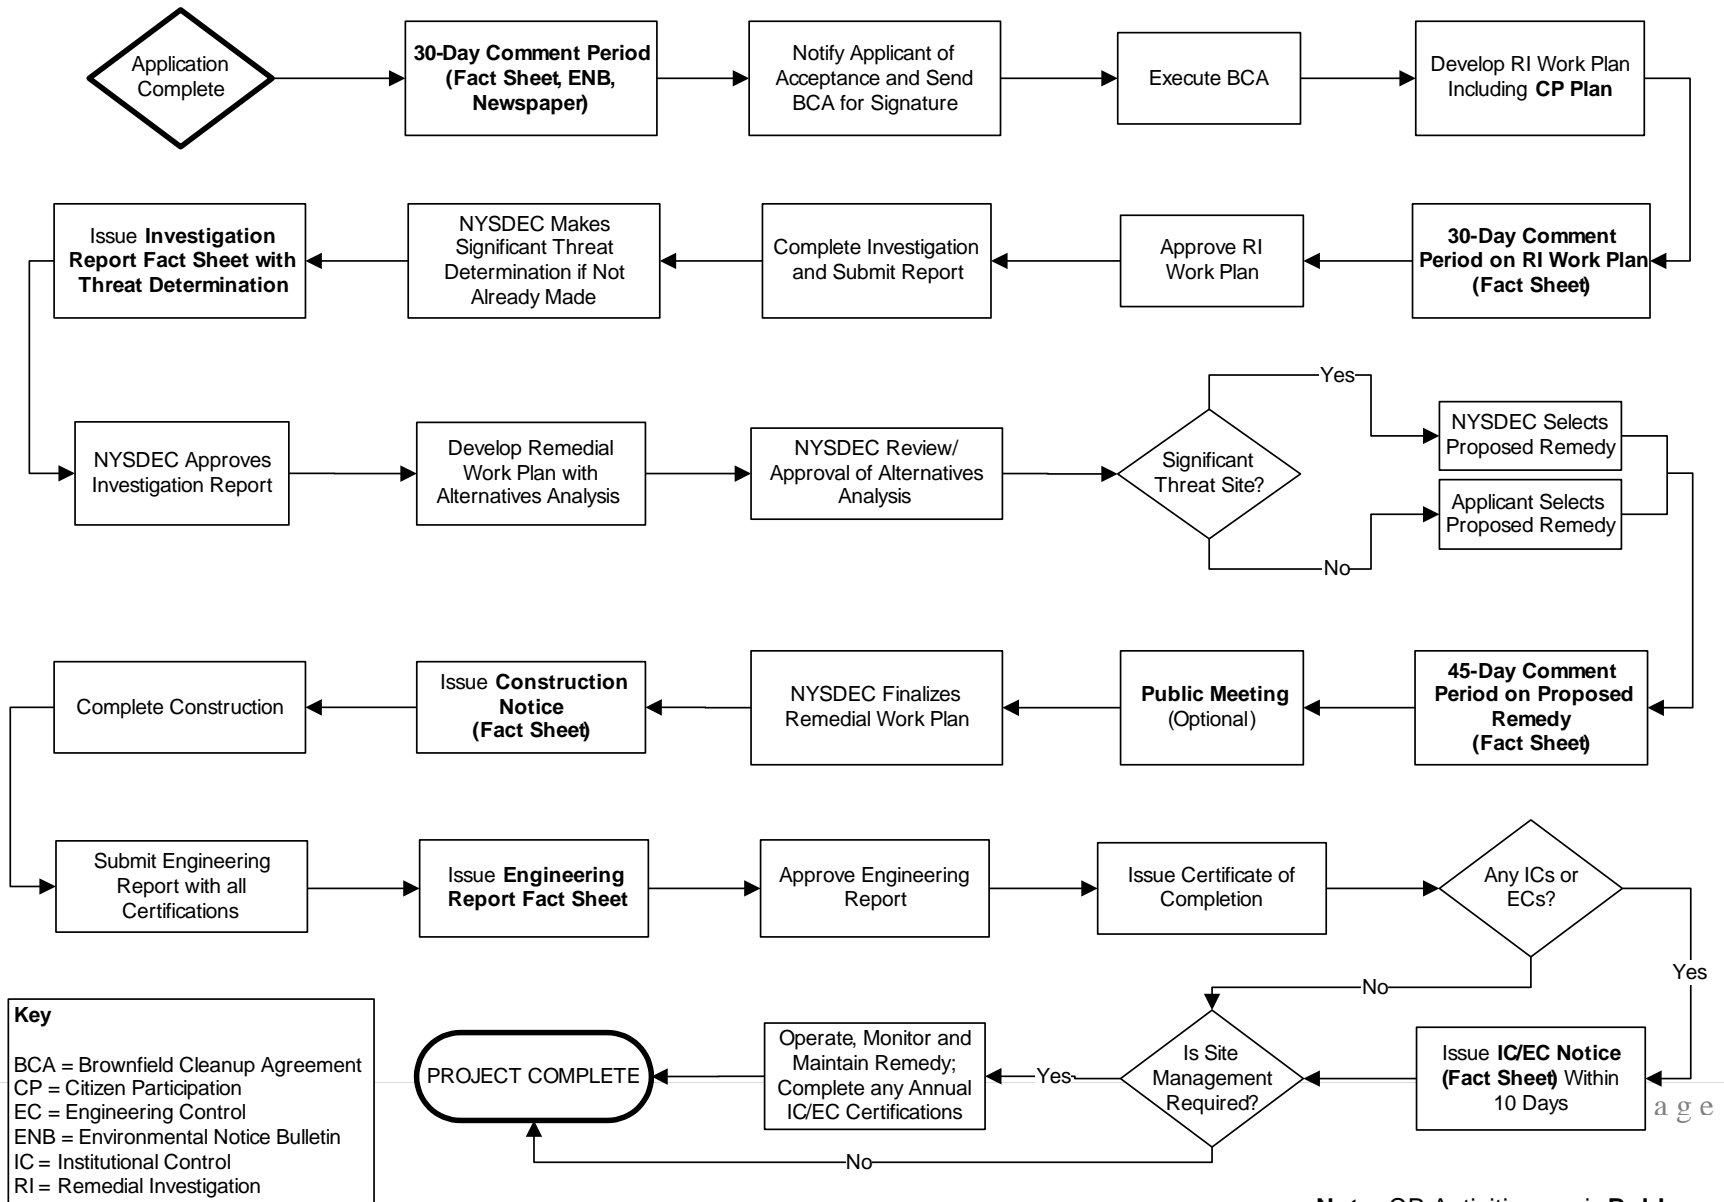 Application
Complete
30-Day Comment Period
(Fact Sheet, ENB,
Newspaper)
Notify Applicant of
Acceptance and Send
BCA for Signature
Execute BCA
Develop RI Work Plan
Including CP Plan
30-Day Comment
Period on RI Work Plan
(Fact Sheet)
Approve RI
Work Plan
Complete Investigation
and Submit Report
NYSDEC Makes
Significant Threat
Determination if Not
Already Made
Issue Investigation
Report Fact Sheet with
Threat Determination
NYSDEC Approves
Investigation Report
Develop Remedial
Work Plan with
Alternatives Analysis
NYSDEC Review/
Approval of Alternatives
Analysis
Significant
Threat Site?
Yes
NYSDEC Selects
Proposed Remedy
No
Applicant Selects
Proposed Remedy
45-Day Comment
Period on Proposed
Remedy
(Fact Sheet)
Public Meeting
(Optional)
NYSDEC Finalizes
Remedial Work Plan
Issue Construction
Notice
(Fact Sheet)
Complete Construction
Submit Engineering
Report with all
Certifications
Issue Engineering
Report Fact Sheet
Approve Engineering
Report
Issue Certificate of
Completion
Any ICs or
ECs?
Yes
No
Issue IC/EC Notice
(Fact Sheet) Within
10 Days
Is Site
Management
Required?
Yes
Operate, Monitor and
Maintain Remedy;
Complete any Annual
IC/EC Certifications
No
PROJECT COMPLETE
Key
BCA = Brownfield Cleanup Agreement
CP = Citizen Participation
EC = Engineering Control
ENB = Environmental Notice Bulletin
IC = Institutional Control
RI = Remedial Investigation
a g e